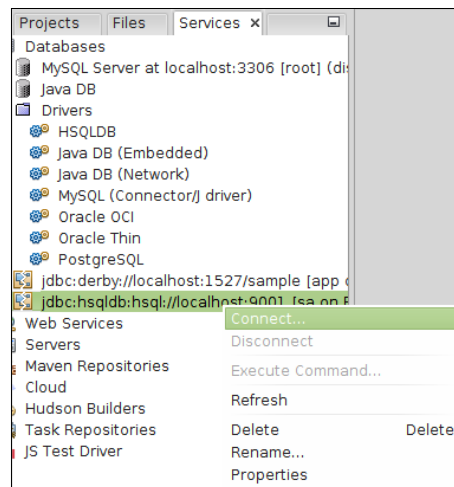 Projects Files Services
Databases
MySQL Server at localhost:3306 [root] (di
Java DB
Drivers
HSQLDB
Java DB (Embedded)
Java DB (Network)
MySQL (Connector/J driver)
Oracle OCI
Oracle Thin
PostgreSQL
jdbc:derby://localhost:1527/sample [app
jdbc:hsqldb:hsql://localhost:9001 [sa on
Web Services
Servers
Maven Repositories
Cloud
Hudson Builders
Task Repositories
JS Test Driver
Connect...
Disconnect
Execute Command...
Refresh
Delete Delete
Rename...
Properties